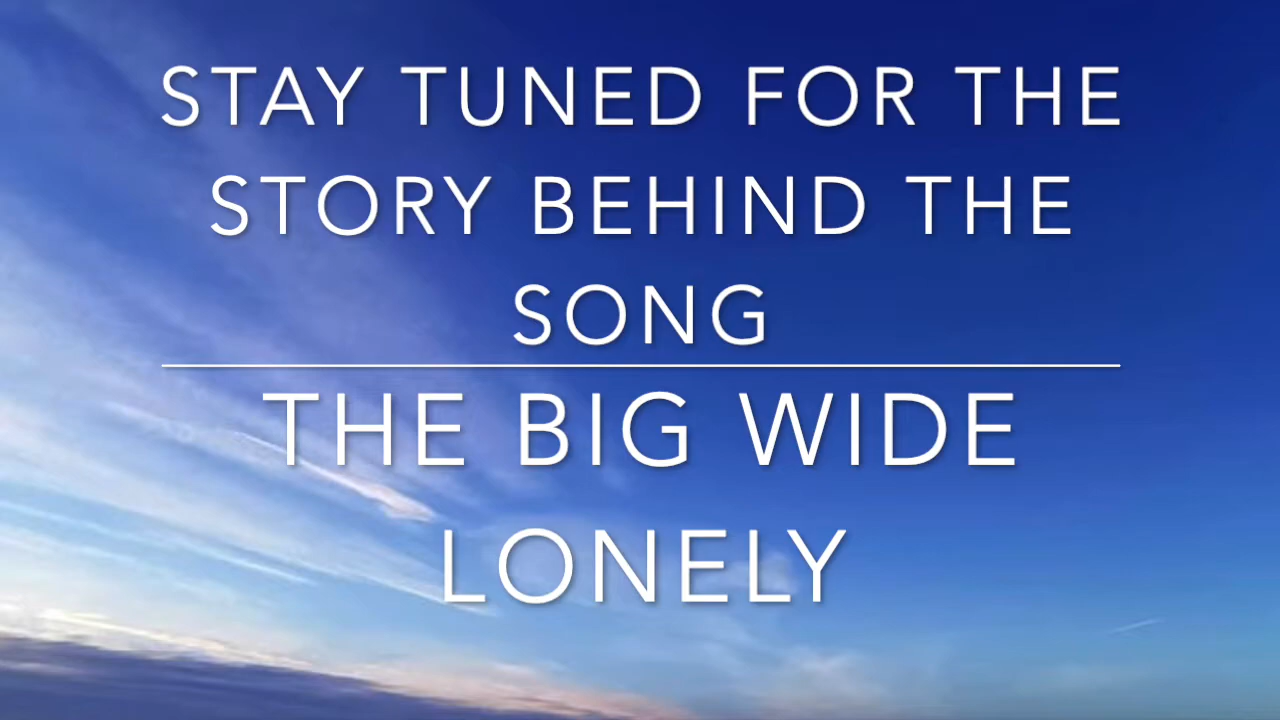 STAY TUNED FOR THE
STORY BEHIND THE
SONG
THE BIG WIDE
LONELY